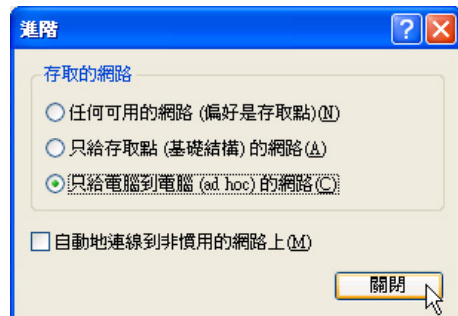 進階
存取的網路
任何可用的網路 (偏好是存取點)(N)
只給存取點 (基礎結構) 的網路(A)
只給電腦到電腦 (ad hoc) 的網路(C)
自動地連線到非慣用的網路上(M)
關閉